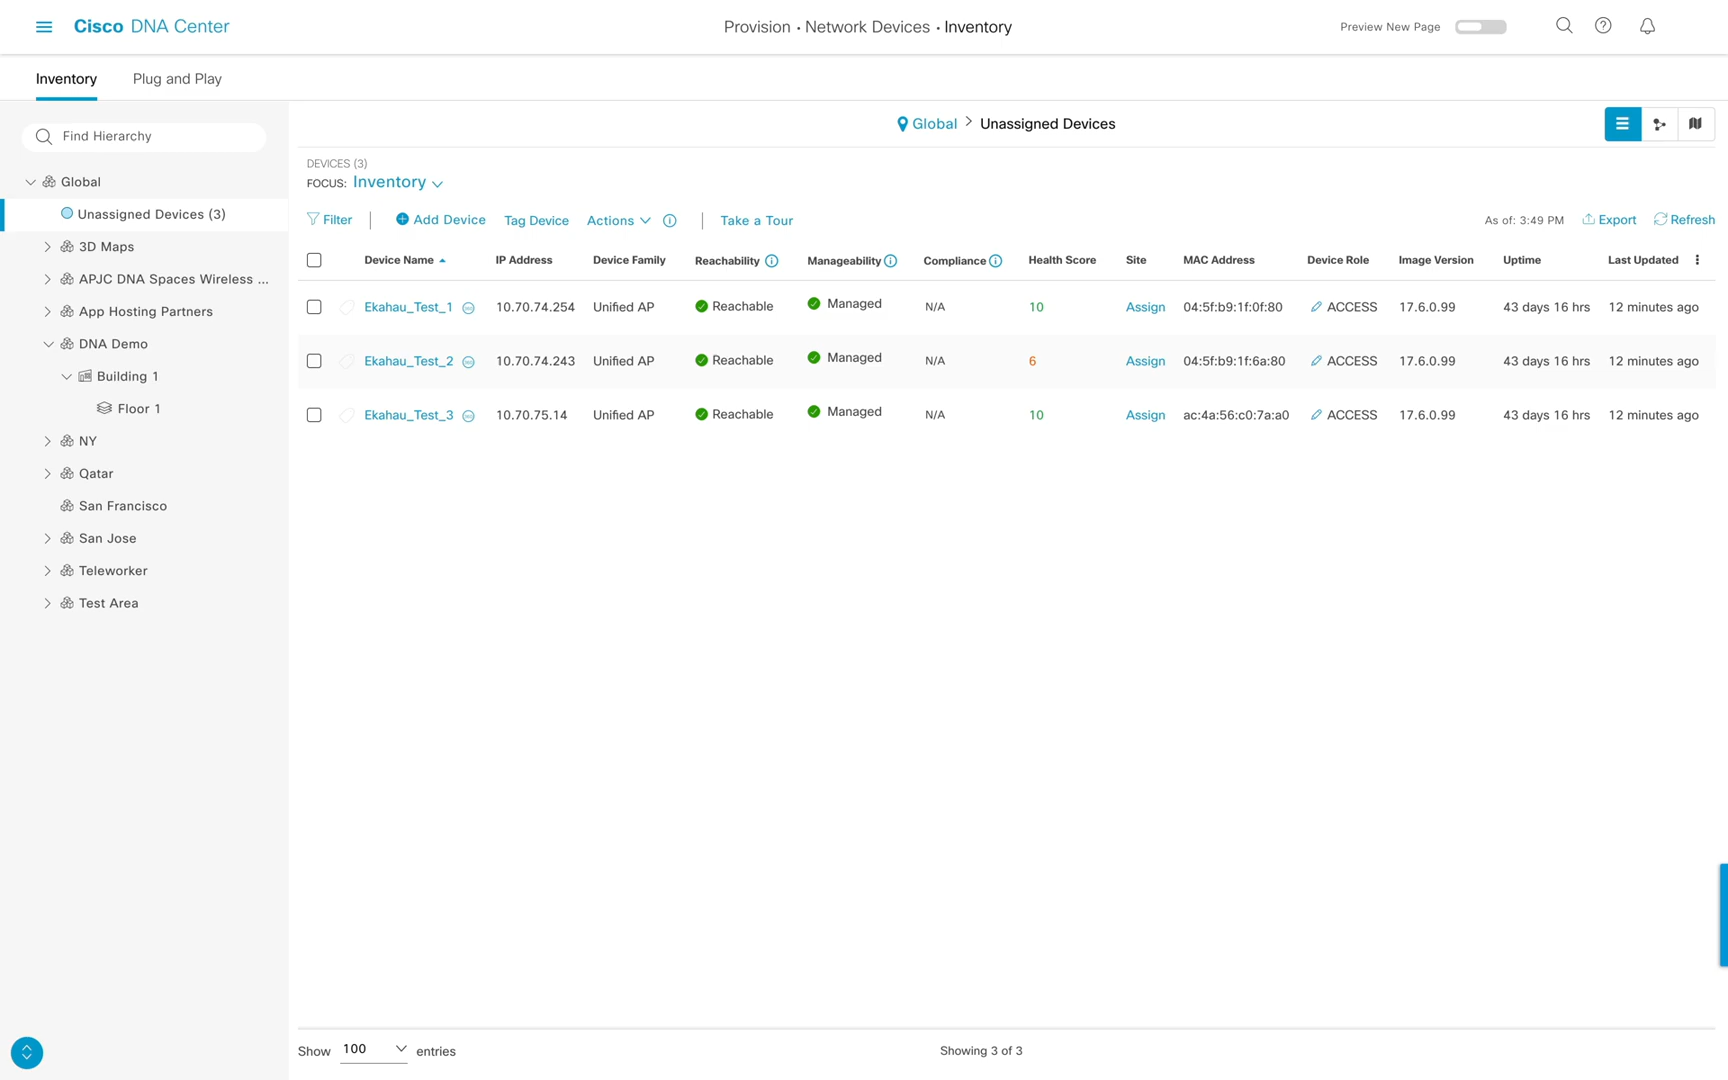 Cisco DNA Center
Provision • Network Devices • Inventory
Preview New Page
Inventory
Plug and Play
Find Hierarchy
Global
Unassigned Devices (3)
3D Maps
APJC DNA Spaces Wireless ...
App Hosting Partners
DNA Demo
Building 1
Floor 1
NY
Qatar
San Francisco
San Jose
Teleworker
Test Area
Global > Unassigned Devices
DEVICES (3)
FOCUS: Inventory
Filter | Add Device Tag Device Actions | Take a Tour
As of: 3:49 PM Export Refresh
Device Name IP Address Device Family Reachability Manageability Compliance Health Score Site MAC Address Device Role Image Version Uptime Last Updated
Ekahau_Test_1 10.70.74.254 Unified AP Reachable Managed N/A 10 Assign 04:5f:b9:1f:0f:80 ACCESS 17.6.0.99 43 days 16 hrs 12 minutes ago
Ekahau_Test_2 10.70.74.243 Unified AP Reachable Managed N/A 6 Assign 04:5f:b9:1f:6a:80 ACCESS 17.6.0.99 43 days 16 hrs 12 minutes ago
Ekahau_Test_3 10.70.75.14 Unified AP Reachable Managed N/A 10 Assign ac:4a:56:c0:7a:a0 ACCESS 17.6.0.99 43 days 16 hrs 12 minutes ago
Show 100 entries
Showing 3 of 3